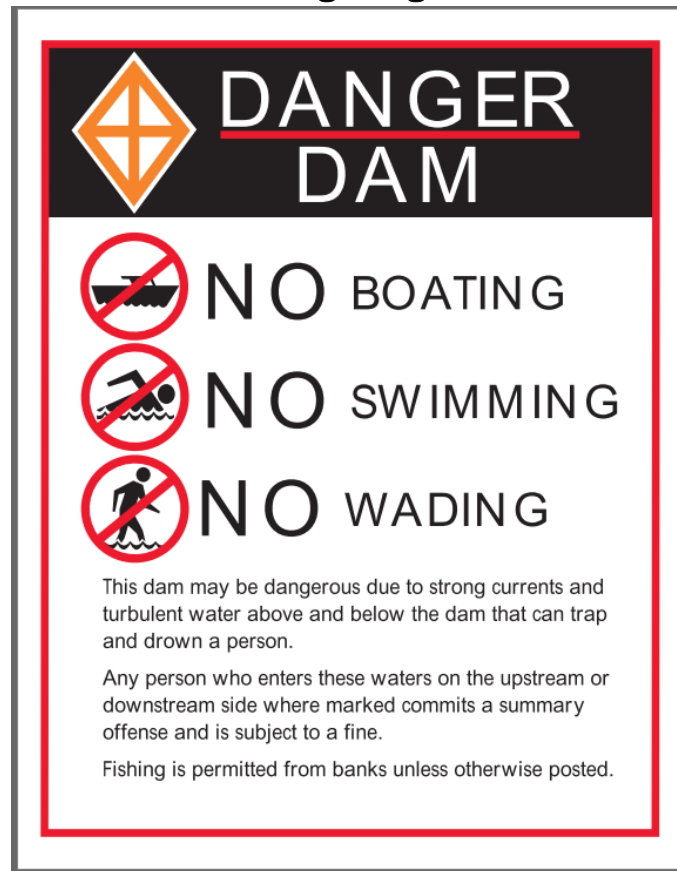 DANGER
DAM
NO BOATING
NO SWIMMING
NO WADING
This dam may be dangerous due to strong currents and
turbulent water above and below the dam that can trap
and drown a person.
Any person who enters these waters on the upstream or
downstream side where marked commits a summary
offense and is subject to a fine.
Fishing is permitted from banks unless otherwise posted.